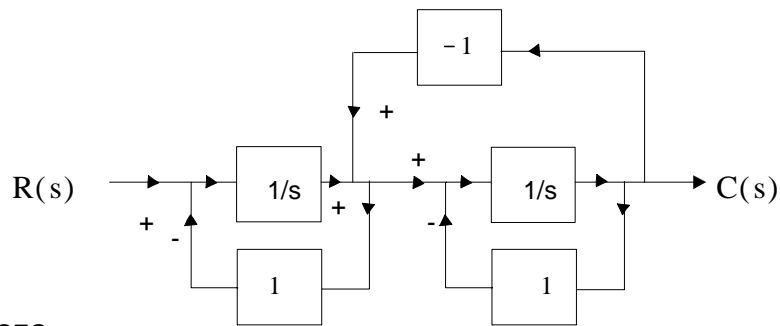 -1
+
+
R(s)
1/s
1/s
C(s)
+
+
-
-
1
1